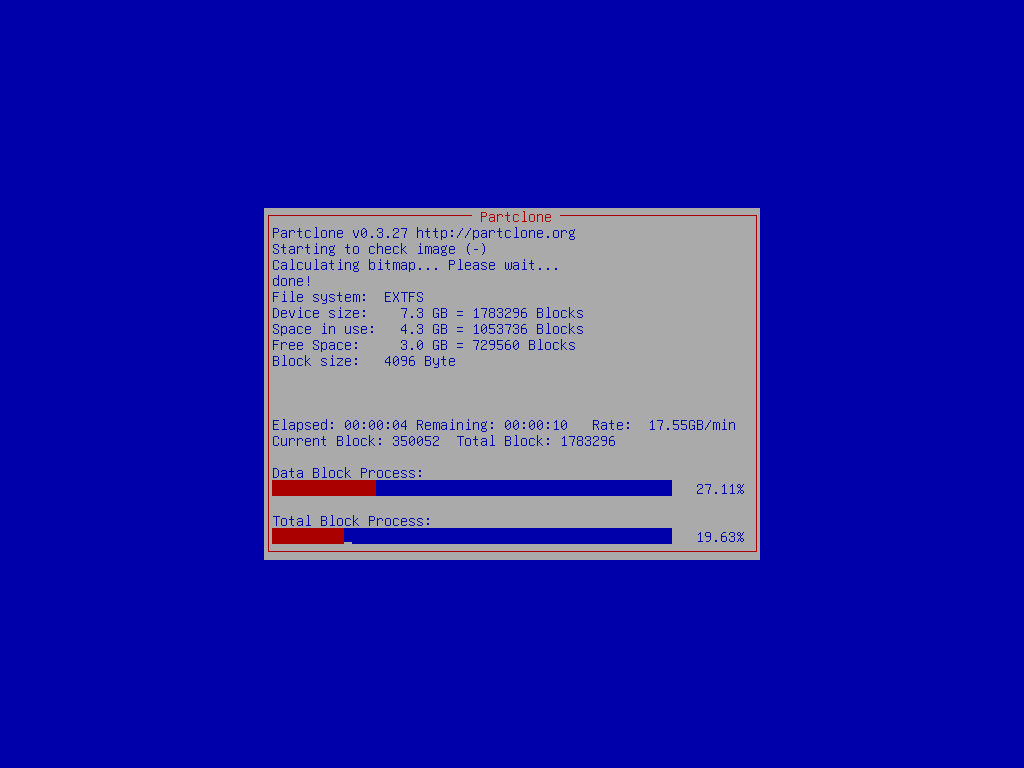 Partclone
Partclone v0.3.27 http://partclone.org
Starting to check image (-)
Calculating bitmap... Please wait...
done!
File system:  EXTFS
Device size:    7.3 GB = 1783296 Blocks
Space in use:   4.3 GB = 1053736 Blocks
Free Space:     3.0 GB = 729560 Blocks
Block size:   4096 Byte
Elapsed: 00:00:04 Remaining: 00:00:10   Rate:  17.55GB/min
Current Block: 350052  Total Block: 1783296
Data Block Process:
27.11%
Total Block Process:
19.63%